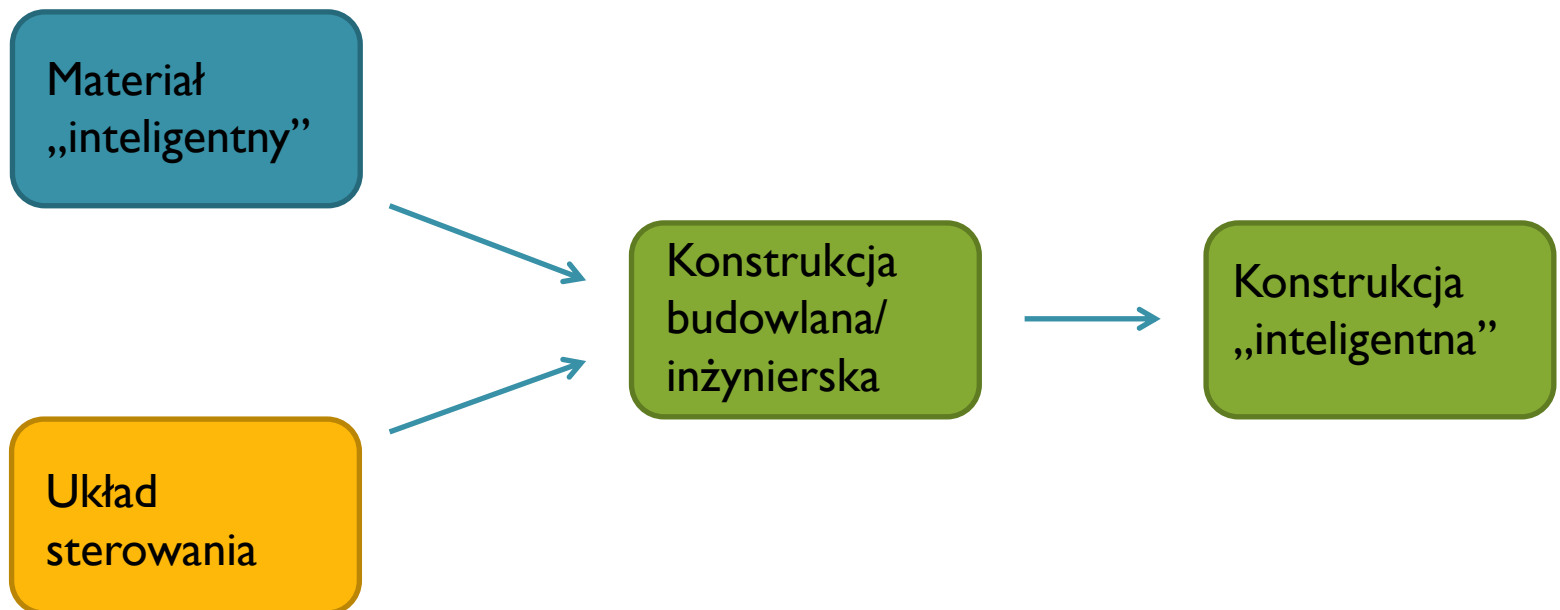 Materiał
„inteligentny”
Układ
sterowania
Konstrukcja
budowlana/
inżynierska
Konstrukcja
„inteligentna”